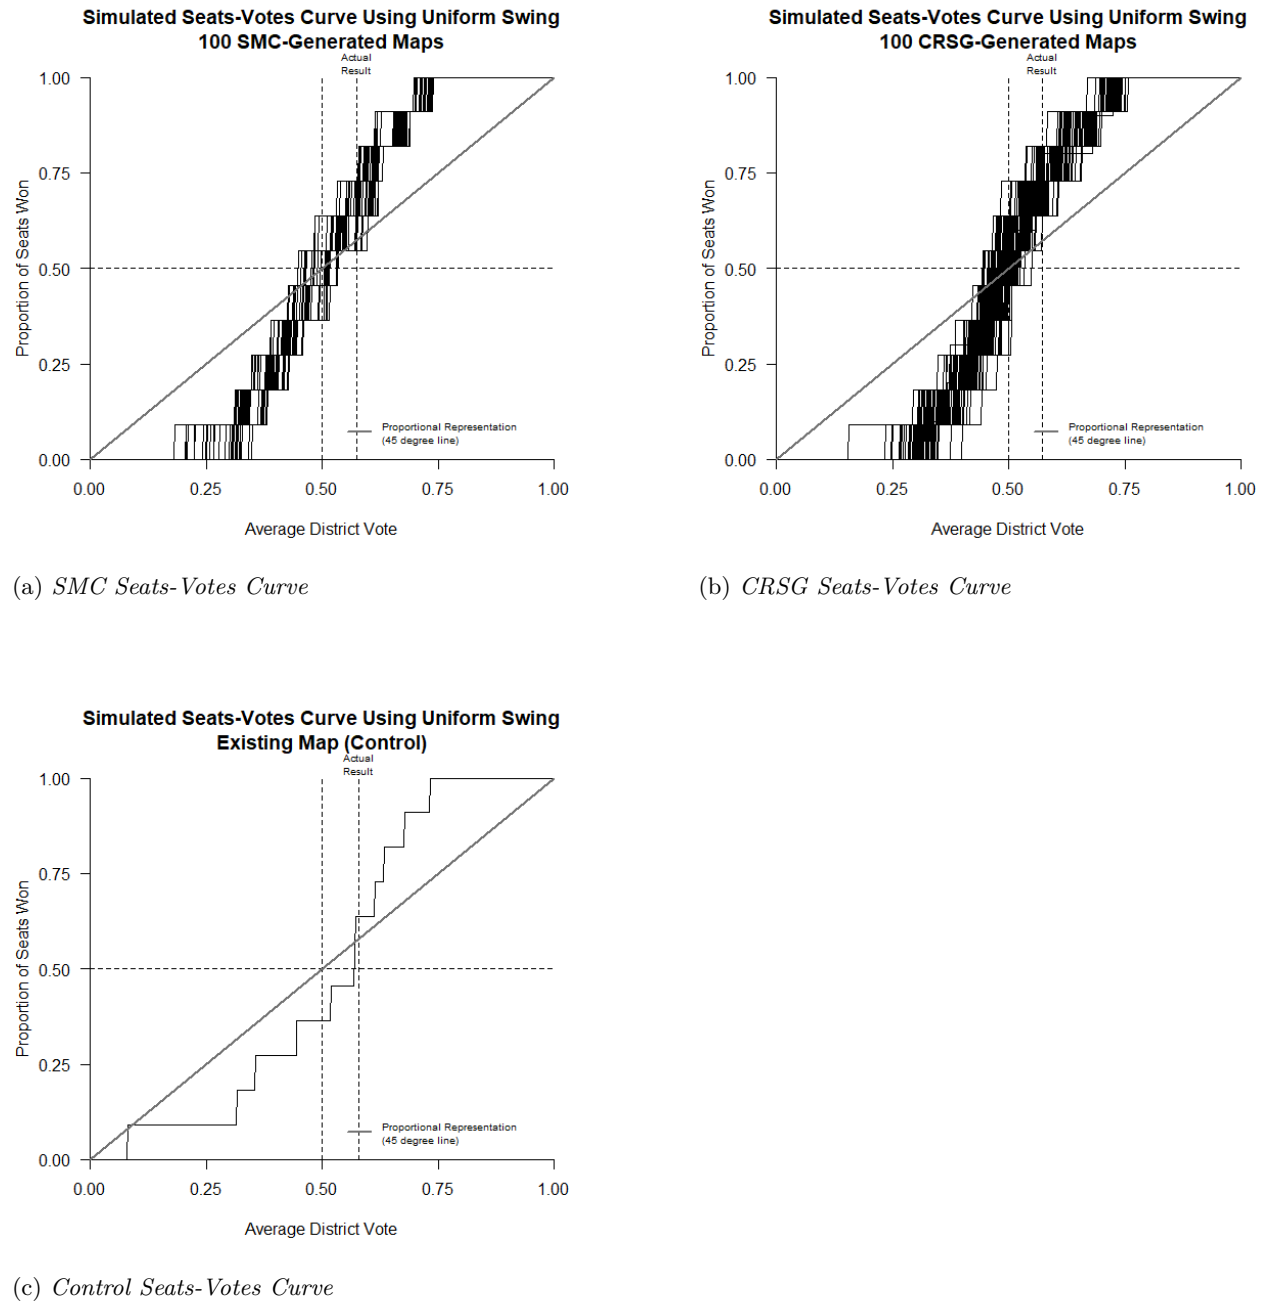 Simulated Seats-Votes Curve Using Uniform Swing
100 SMC-Generated Maps
Actual
Result
1.00
0.75
0.50
0.25
0.00
Proportion of Seats Won
Proportional Representation
(45 degree line)
0.00 0.25 0.50 0.75 1.00
Average District Vote
(a) SMC Seats-Votes Curve
Simulated Seats-Votes Curve Using Uniform Swing
100 CRSG-Generated Maps
Actual
Result
1.00
0.75
0.50
0.25
0.00
Proportion of Seats Won
Proportional Representation
(45 degree line)
0.00 0.25 0.50 0.75 1.00
Average District Vote
(b) CRSG Seats-Votes Curve
Simulated Seats-Votes Curve Using Uniform Swing
Existing Map (Control)
Actual
Result
1.00
0.75
0.50
0.25
0.00
Proportion of Seats Won
Proportional Representation
(45 degree line)
0.00 0.25 0.50 0.75 1.00
Average District Vote
(c) Control Seats-Votes Curve